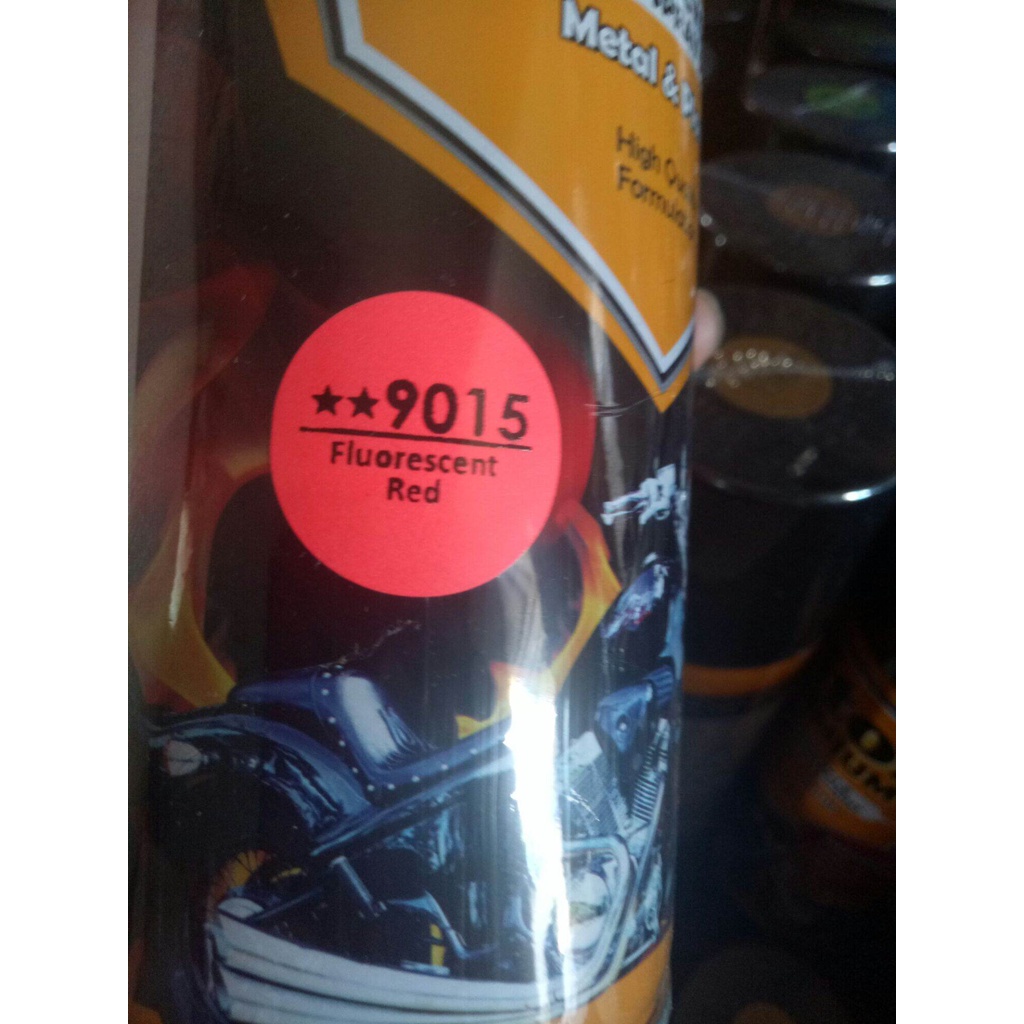 Metal &
High
Formula
★★9015
Fluorescent
Red